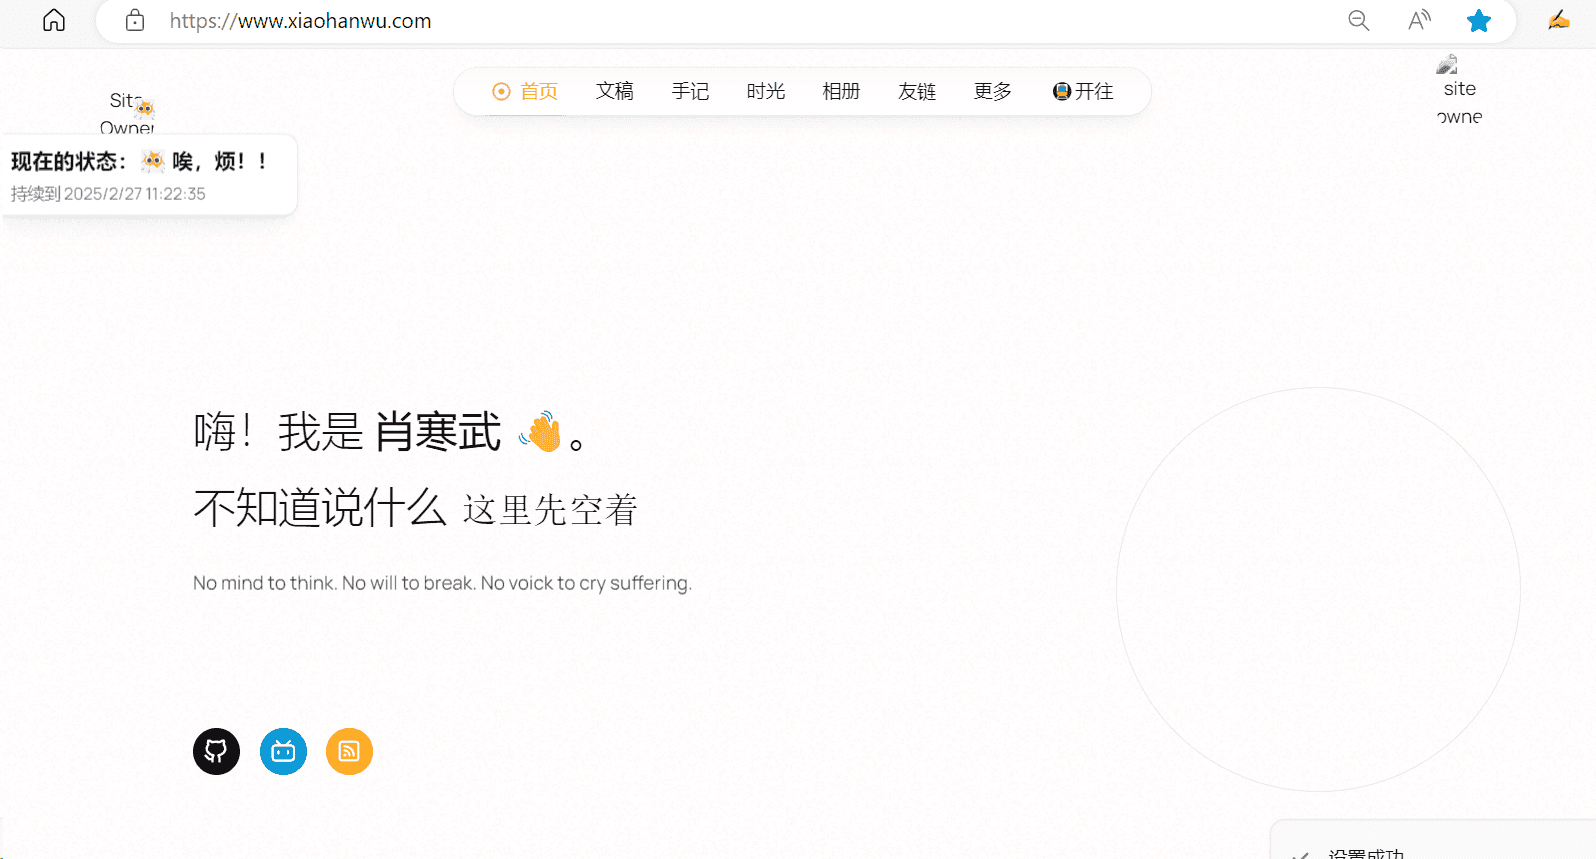 https://www.xiaohanwu.com
首页 文稿 手记 时光 相册 友链 更多 开往
Site
Owner
site
owne
现在的状态： 唉，烦！！
持续到 2025/2/27 11:22:35
嗨！我是 肖寒武 👋。
不知道说什么 这里先空着
No mind to think. No will to break. No voick to cry suffering.
设置成功